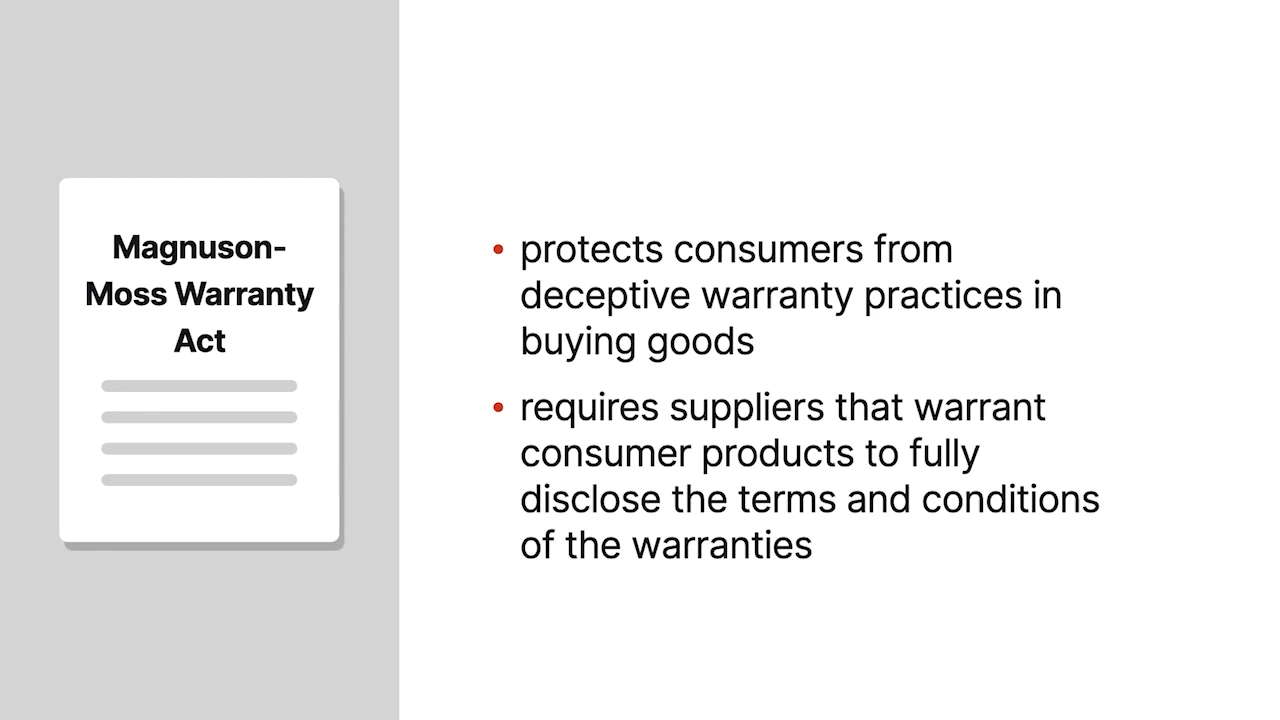 Magnuson-
Moss Warranty
Act
• protects consumers from
deceptive warranty practices in
buying goods
• requires suppliers that warrant
consumer products to fully
disclose the terms and conditions
of the warranties